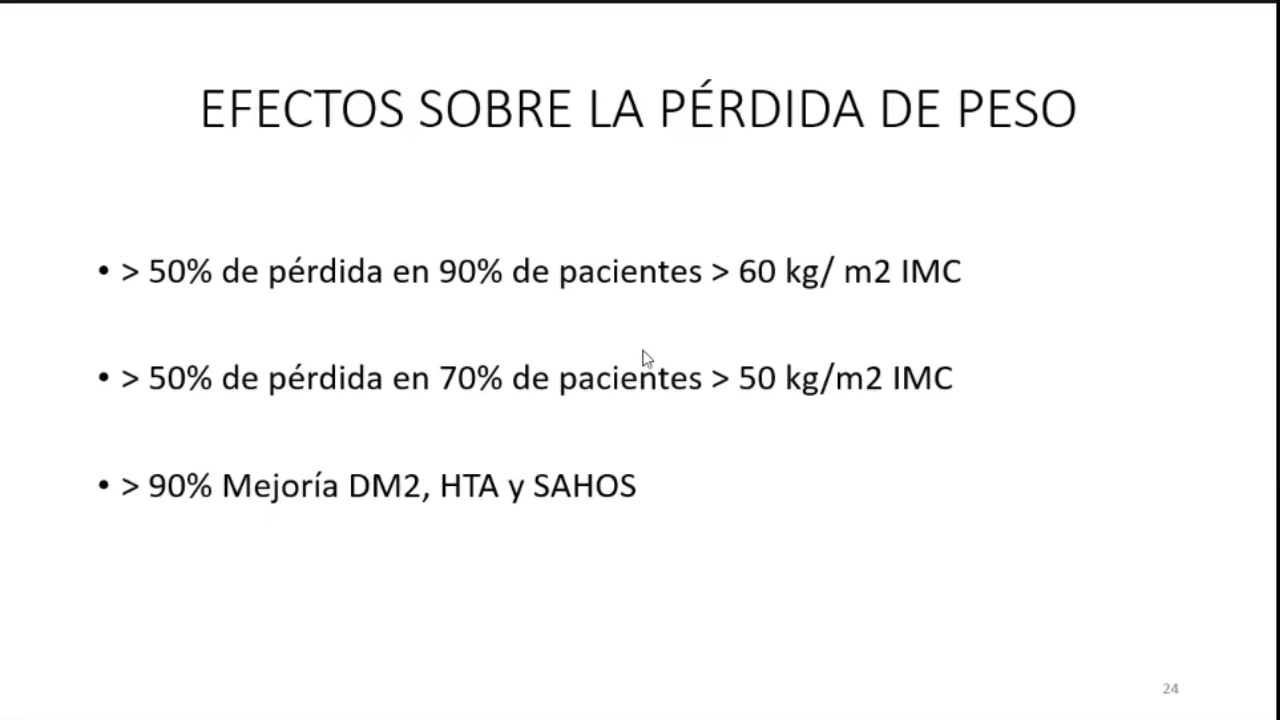 EFECTOS SOBRE LA PÉRDIDA DE PESO
• > 50% de pérdida en 90% de pacientes > 60 kg/ m2 IMC
• > 50% de pérdida en 70% de pacientes > 50 kg/m2 IMC
• > 90% Mejoría DM2, HTA y SAHOS
24